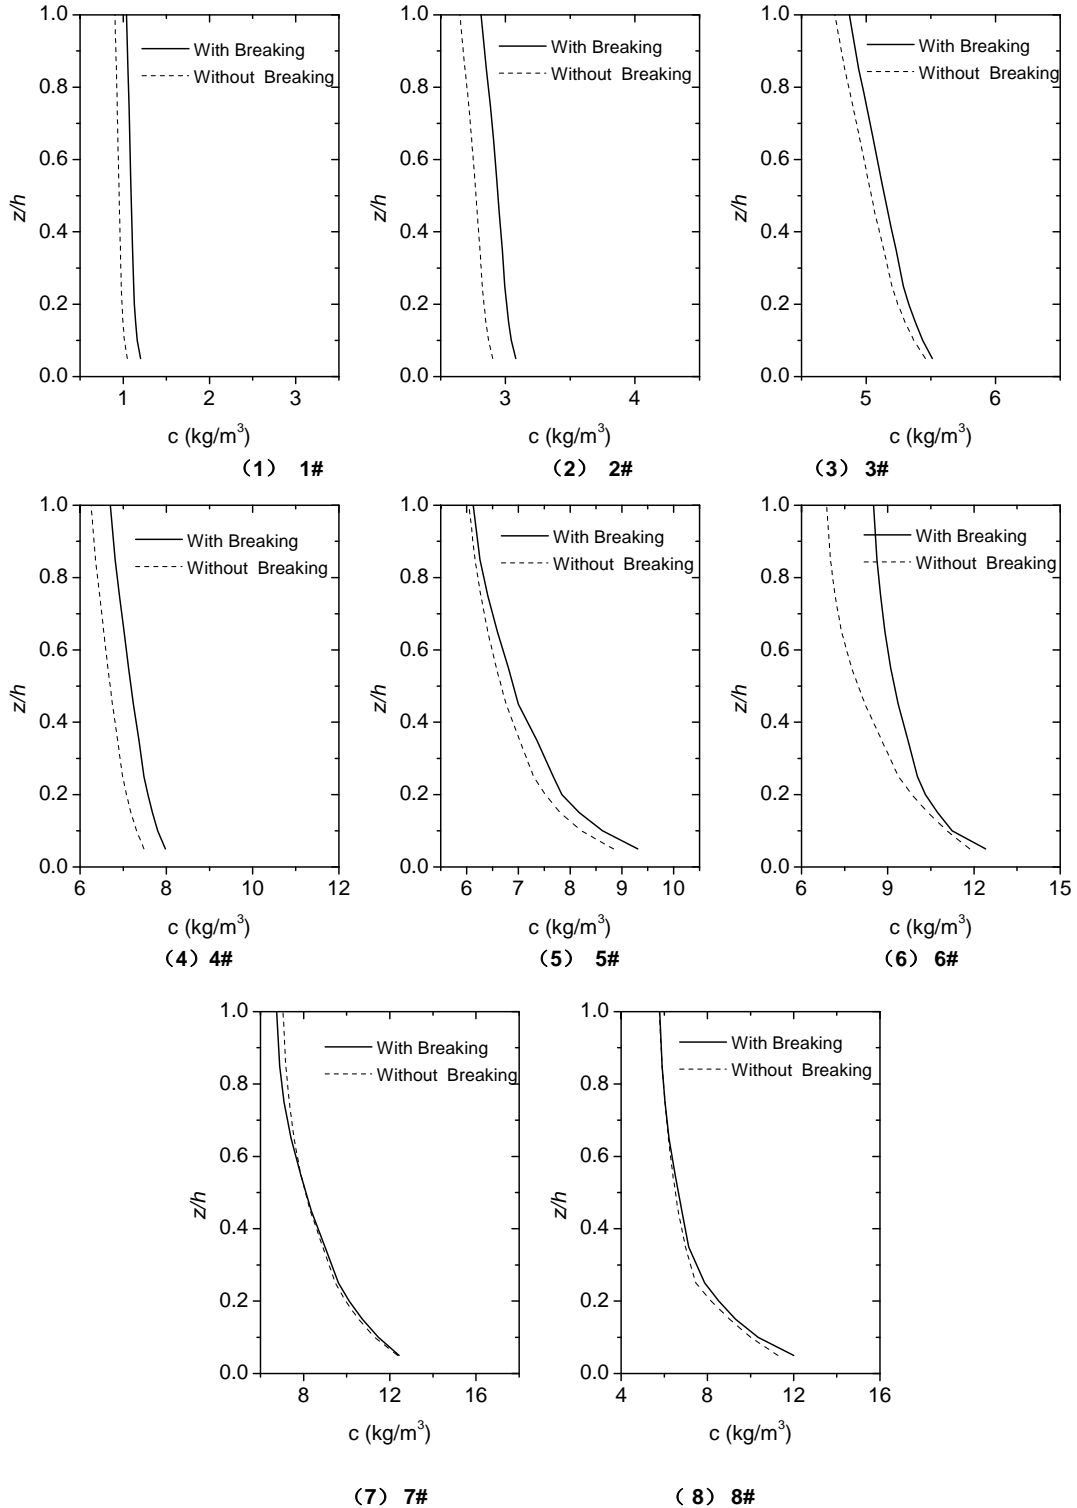 1.0
0.8
0.6
0.4
0.2
0.0
z/h
With Breaking
Without Breaking
1 2 3
c (kg/m³)
(1) 1#
1.0
0.8
0.6
0.4
0.2
0.0
z/h
With Breaking
Without Breaking
3 4
c (kg/m³)
(2) 2#
1.0
0.8
0.6
0.4
0.2
0.0
z/h
With Breaking
Without Breaking
5 6
c (kg/m³)
(3) 3#
1.0
0.8
0.6
0.4
0.2
0.0
z/h
With Breaking
Without Breaking
6 8 10 12
c (kg/m³)
(4) 4#
1.0
0.8
0.6
0.4
0.2
0.0
z/h
With Breaking
Without Breaking
6 7 8 9 10
c (kg/m³)
(5) 5#
1.0
0.8
0.6
0.4
0.2
0.0
z/h
With Breaking
Without Breaking
6 9 12 15
c (kg/m³)
(6) 6#
1.0
0.8
0.6
0.4
0.2
0.0
z/h
With Breaking
Without Breaking
8 12 16
c (kg/m³)
(7) 7#
1.0
0.8
0.6
0.4
0.2
0.0
z/h
With Breaking
Without Breaking
4 8 12 16
c (kg/m³)
(8) 8#